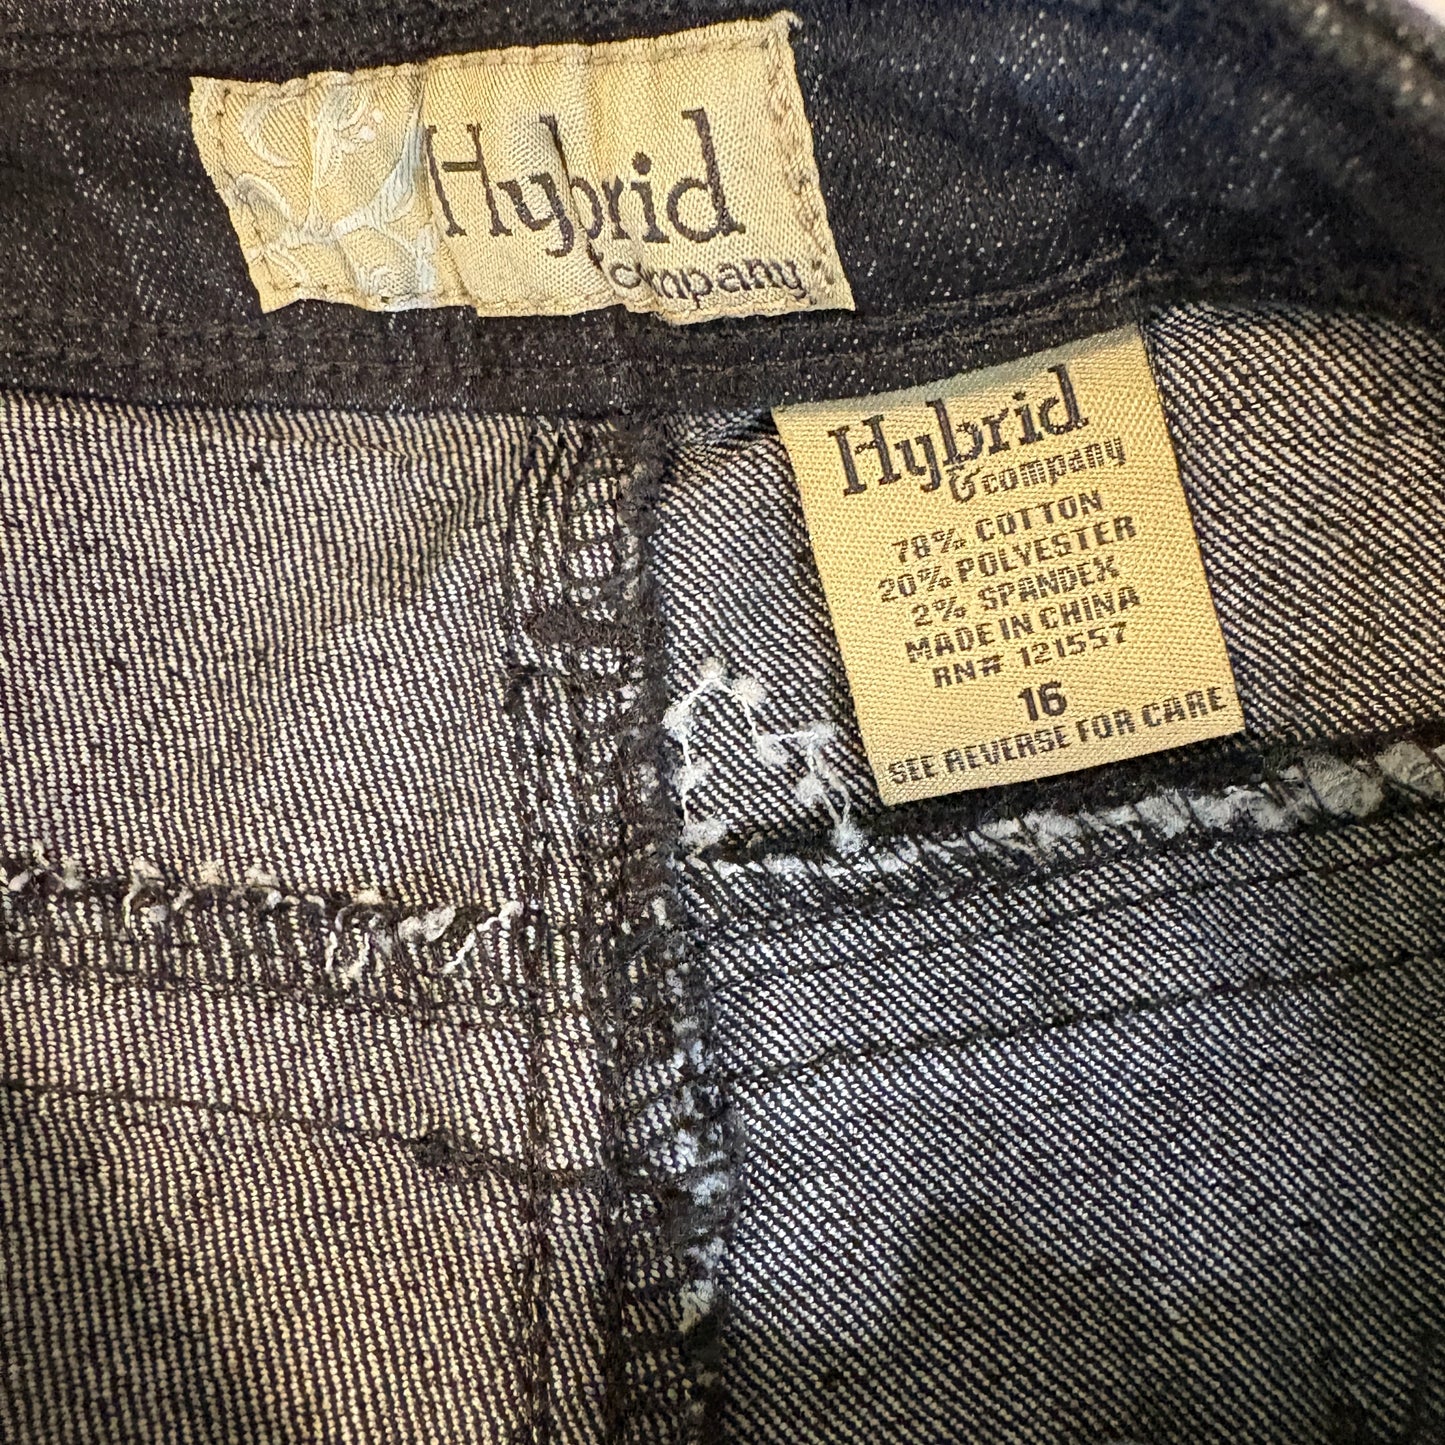 Hybrid
& company
Hybrid
& company
78% COTTON
20% POLYESTER
2% SPANDEX
MADE IN CHINA
RN# 121557
16
SEE REVERSE FOR CARE